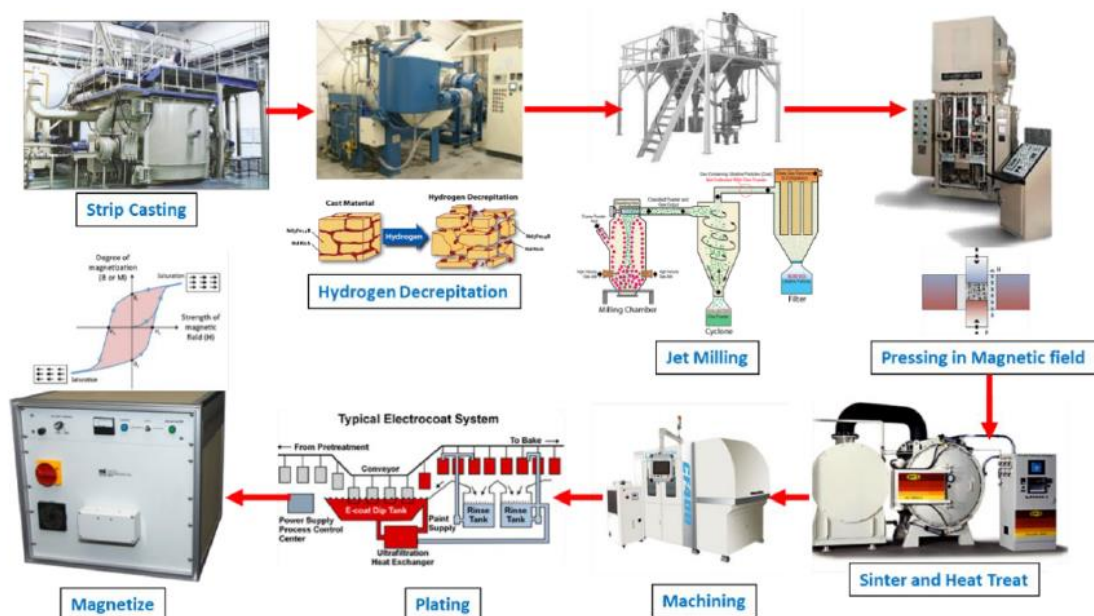 Strip Casting
Cast Material
Hydrogen Decrepitation
Hydrogen
Hydrogen Decrepitation
Milling Chamber
Cyclone
Filter
Jet Milling
Pressing in Magnetic field
Degree of
magnetization
(B or M)
Saturation
Strength of
magnetic
field (H)
Saturation
Magnetize
Typical Electrocoat System
From Pretreatment
To Bake
Conveyor
E-coat Dip Tank
Paint
Supply
Rinse
Tank
Rinse
Tank
Power Supply
Process Control
Center
Ultrafiltration
Heat Exchanger
Plating
Machining
Sinter and Heat Treat